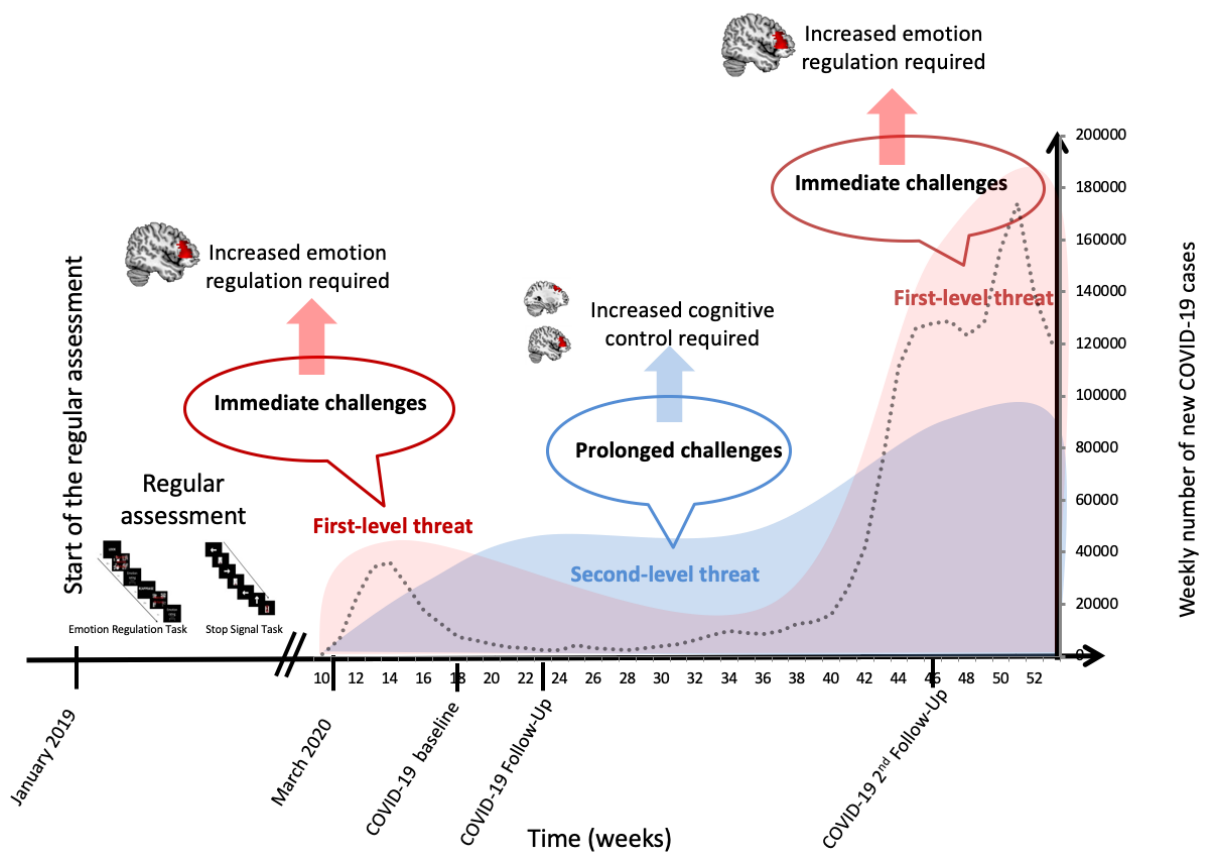 Increased emotion
regulation required
Immediate challenges
First-level threat
Increased emotion
regulation required
Immediate challenges
First-level threat
Increased cognitive
control required
Prolonged challenges
Second-level threat
Start of the regular assessment
Regular
assessment
Emotion Regulation Task
Stop Signal Task
200000
180000
160000
140000
120000
100000
80000
60000
40000
20000
0
Weekly number of new COVID-19 cases
10 12 14 16 18 20 22 24 26 28 30 32 34 36 38 40 42 44 46 48 50 52
January 2019
March 2020
COVID-19 baseline
COVID-19 Follow-Up
COVID-19 2nd Follow-Up
Time (weeks)